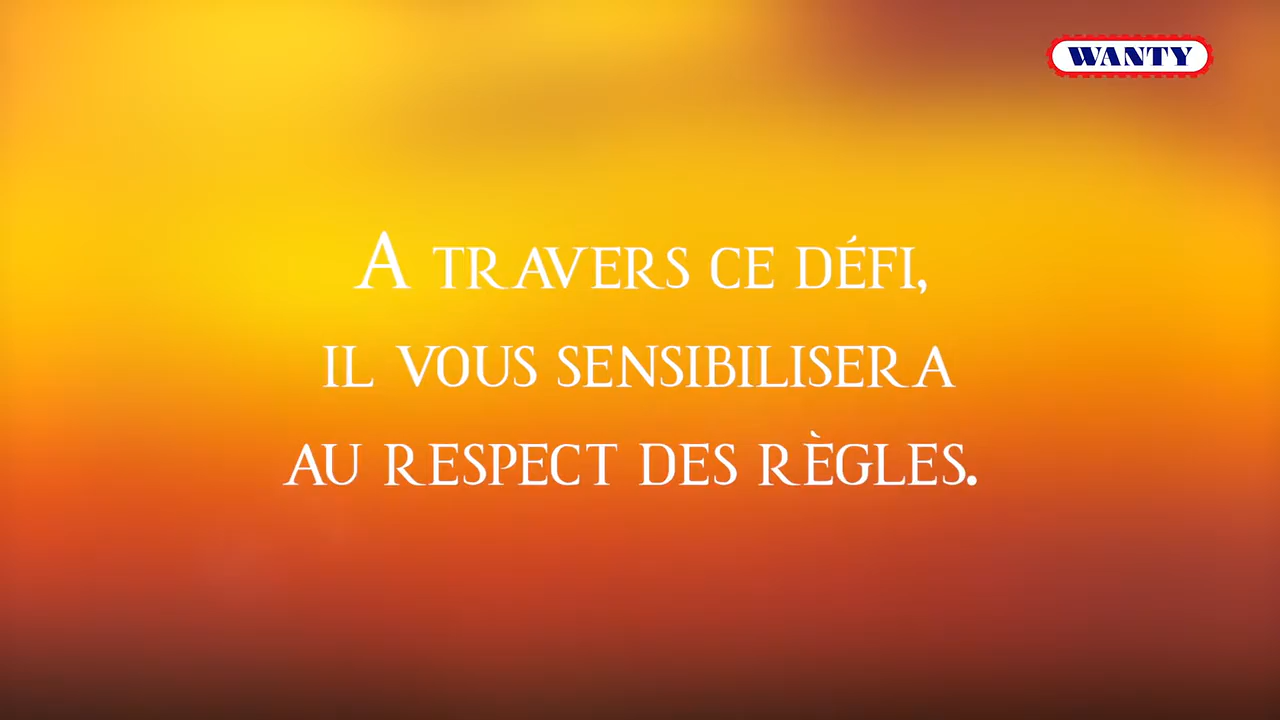 WANTY
A TRAVERS CE DÉFI,
IL VOUS SENSIBILISERA
AU RESPECT DES RÈGLES.